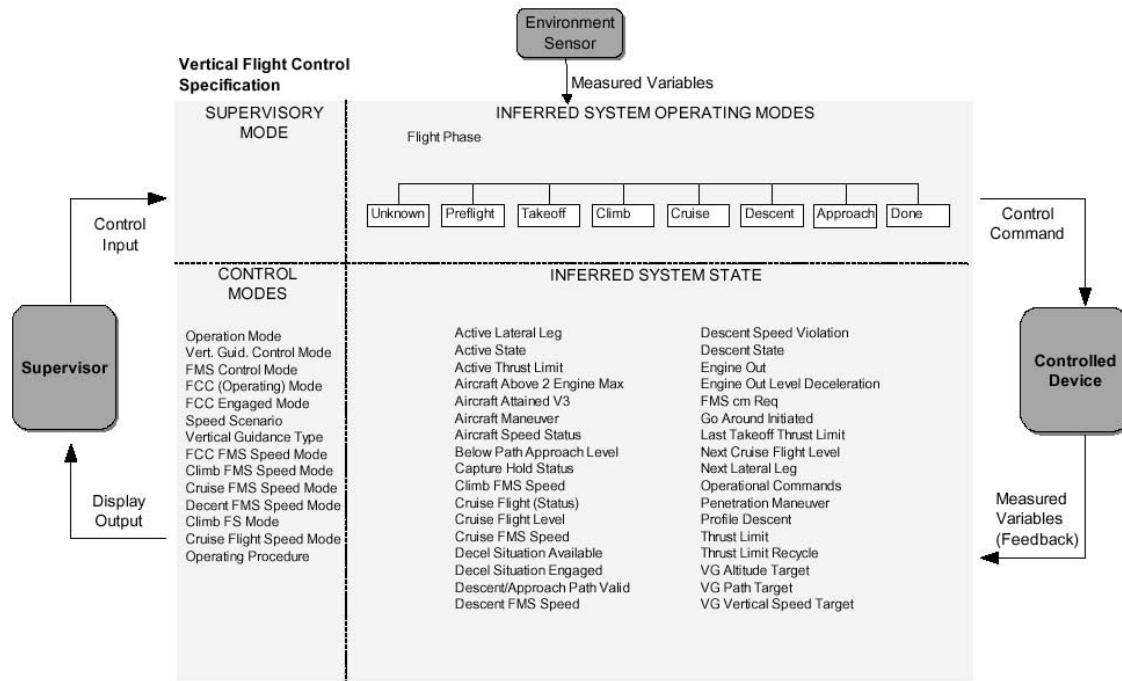 Environment
Sensor
Vertical Flight Control
Specification
Measured Variables
SUPERVISORY
MODE
INFERRED SYSTEM OPERATING MODES
Flight Phase
Unknown
Preflight
Takeoff
Climb
Cruise
Descent
Approach
Done
Control
Input
Control
Command
CONTROL
MODES
INFERRED SYSTEM STATE
Supervisor
Controlled
Device
Operation Mode
Vert. Guid. Control Mode
FMS Control Mode
FCC (Operating) Mode
FCC Engaged Mode
Speed Scenario
Vertical Guidance Type
FCC FMS Speed Mode
Climb FMS Speed Mode
Cruise FMS Speed Mode
Decent FMS Speed Mode
Climb FS Mode
Cruise Flight Speed Mode
Operating Procedure
Active Lateral Leg
Active State
Active Thrust Limit
Aircraft Above 2 Engine Max
Aircraft Attained V3
Aircraft Maneuver
Aircraft Speed Status
Below Path Approach Level
Capture Hold Status
Climb FMS Speed
Cruise Flight (Status)
Cruise Flight Level
Cruise FMS Speed
Decel Situation Available
Decel Situation Engaged
Descent/Approach Path Valid
Descent FMS Speed
Descent Speed Violation
Descent State
Engine Out
Engine Out Level Deceleration
FMS cm Req
Go Around Initiated
Last Takeoff Thrust Limit
Next Cruise Flight Level
Next Lateral Leg
Operational Commands
Penetration Maneuver
Profile Descent
Thrust Limit
Thrust Limit Recycle
VG Altitude Target
VG Path Target
VG Vertical Speed Target
Display
Output
Measured
Variables
(Feedback)